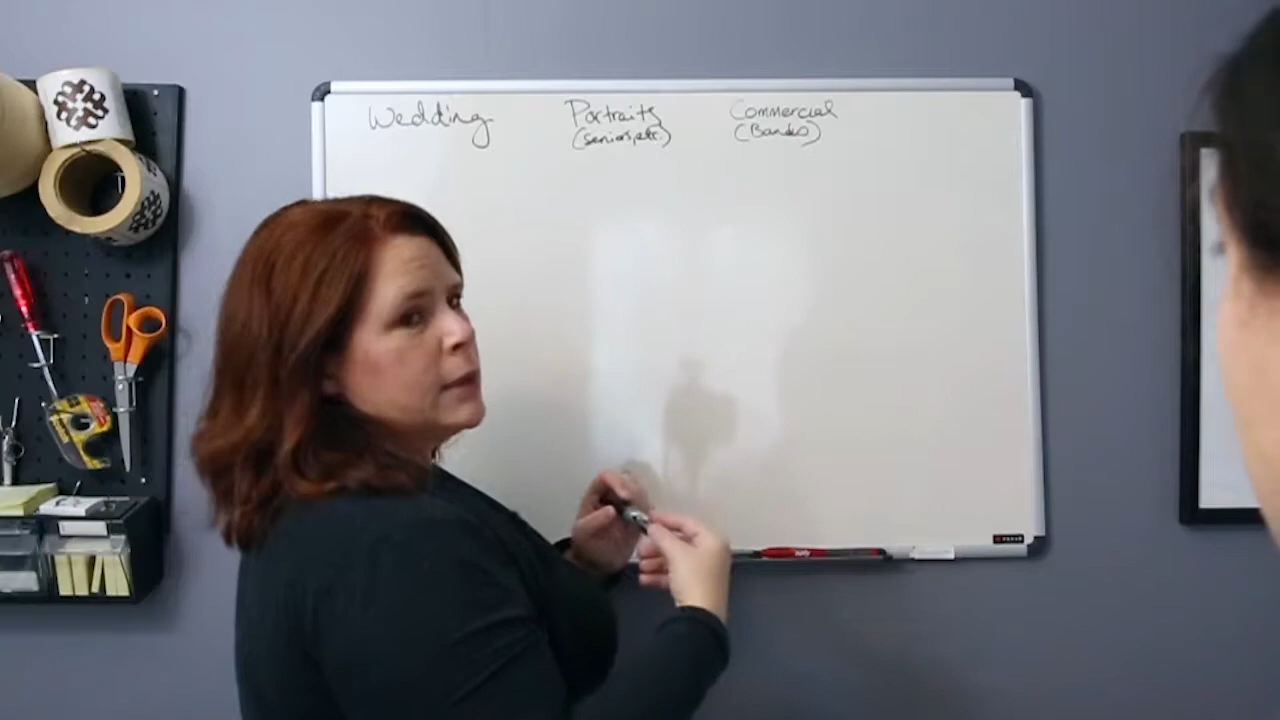 Wedding
Portraits
(seniors, etc.)
Commercial
(Bands)